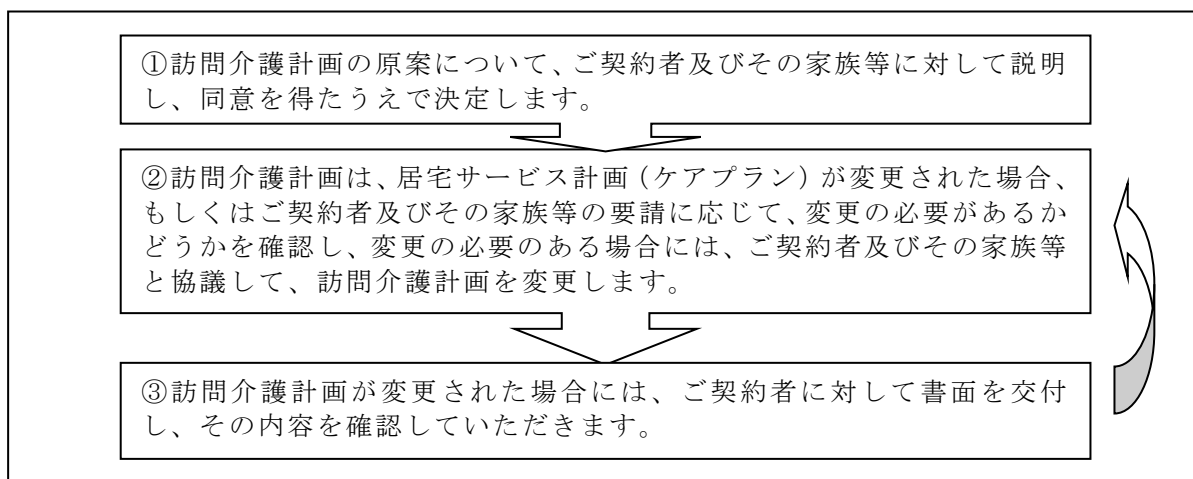 ①訪問介護計画の原案について、ご契約者及びその家族等に対して説明
し、同意を得たうえで決定します。
②訪問介護計画は、居宅サービス計画（ケアプラン）が変更された場合、
もしくはご契約者及びその家族等の要請に応じて、変更の必要があるか
どうかを確認し、変更の必要のある場合には、ご契約者及びその家族等
と協議して、訪問介護計画を変更します。
③訪問介護計画が変更された場合には、ご契約者に対して書面を交付
し、その内容を確認していただきます。